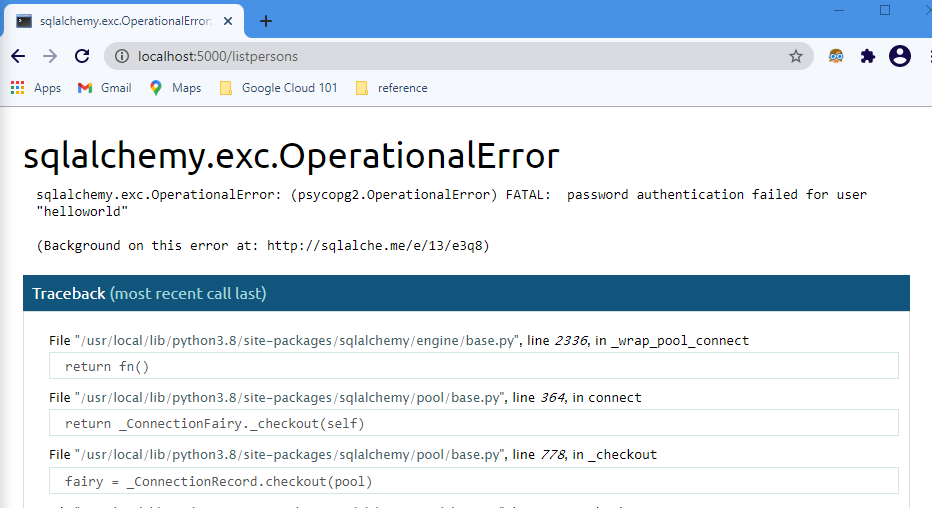 sqlalchemy.exc.OperationalError:
localhost:5000/listpersons
Apps Gmail Maps Google Cloud 101 reference
sqlalchemy.exc.OperationalError
sqlalchemy.exc.OperationalError: (psycopg2.OperationalError) FATAL:  password authentication failed for user
"helloworld"
(Background on this error at: http://sqlalche.me/e/13/e3q8)
Traceback (most recent call last)
File "/usr/local/lib/python3.8/site-packages/sqlalchemy/engine/base.py", line 2336, in _wrap_pool_connect
return fn()
File "/usr/local/lib/python3.8/site-packages/sqlalchemy/pool/base.py", line 364, in connect
return _ConnectionFairy._checkout(self)
File "/usr/local/lib/python3.8/site-packages/sqlalchemy/pool/base.py", line 778, in _checkout
fairy = _ConnectionRecord.checkout(pool)